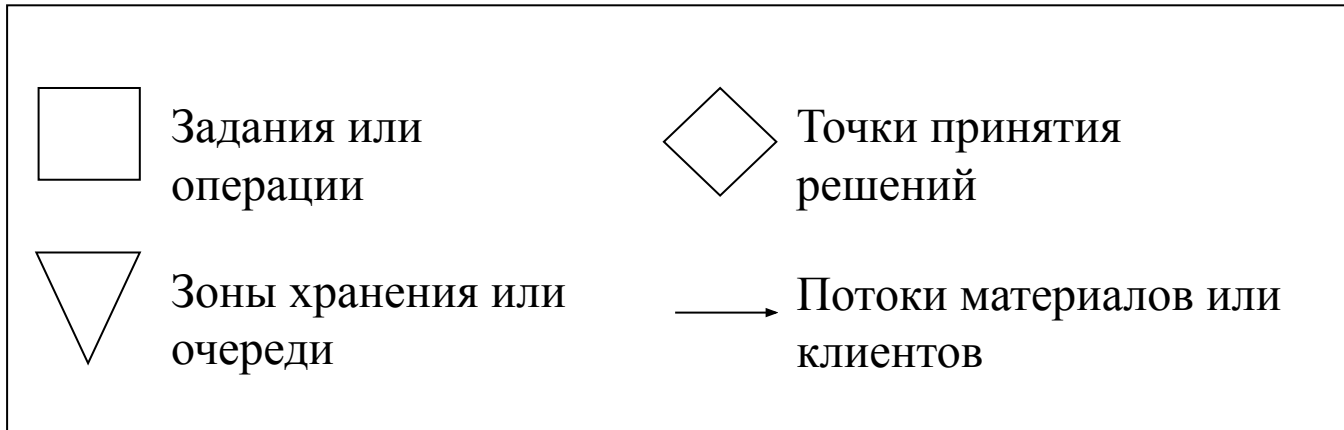 Задания или
операции
Точки принятия
решений
Зоны хранения или
очереди
Потоки материалов или
клиентов